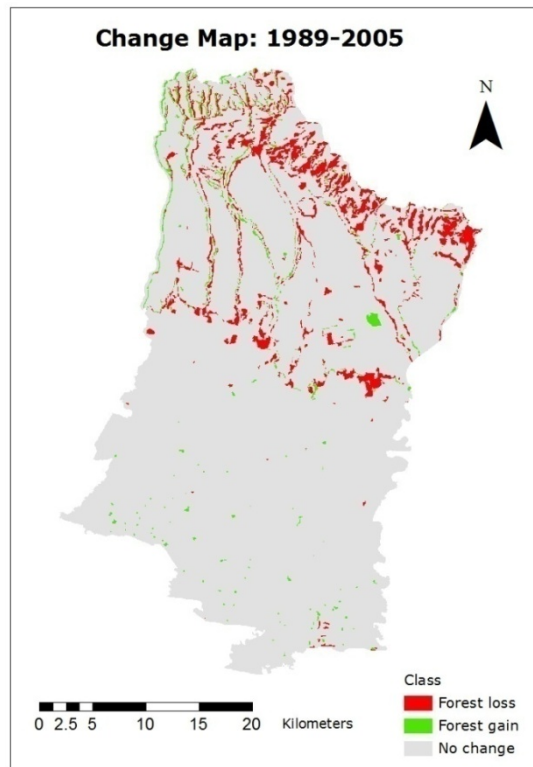 Change Map: 1989-2005
N
Class
Forest loss
Forest gain
No change
0 2.5 5 10 15 20 Kilometers